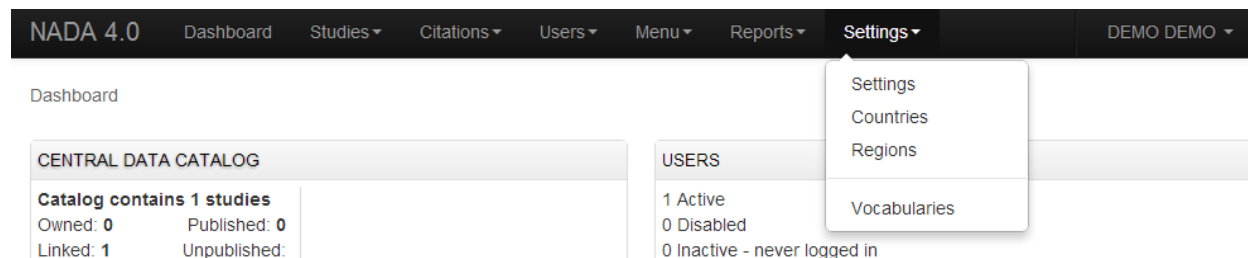 NADA 4.0 Dashboard Studies Citations Users Menu Reports Settings DEMO DEMO
Settings
Countries
Regions
Vocabularies
Dashboard
CENTRAL DATA CATALOG
Catalog contains 1 studies
Owned: 0 Published: 0
Linked: 1 Unpublished:
USERS
1 Active
0 Disabled
0 Inactive - never logged in